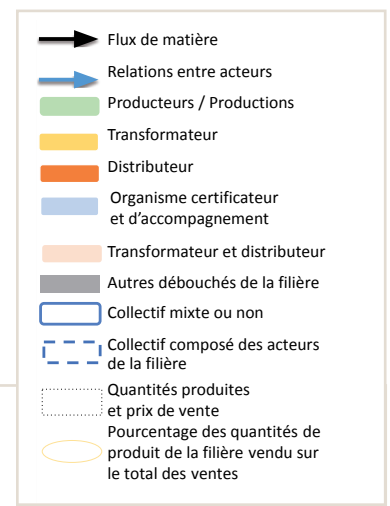 Flux de matière
Relations entre acteurs
Producteurs / Productions
Transformateur
Distributeur
Organisme certificateur
et d'accompagnement
Transformateur et distributeur
Autres débouchés de la filière
Collectif mixte ou non
Collectif composé des acteurs
de la filière
Quantités produites
et prix de vente
Pourcentage des quantités de
produit de la filière vendu sur
le total des ventes